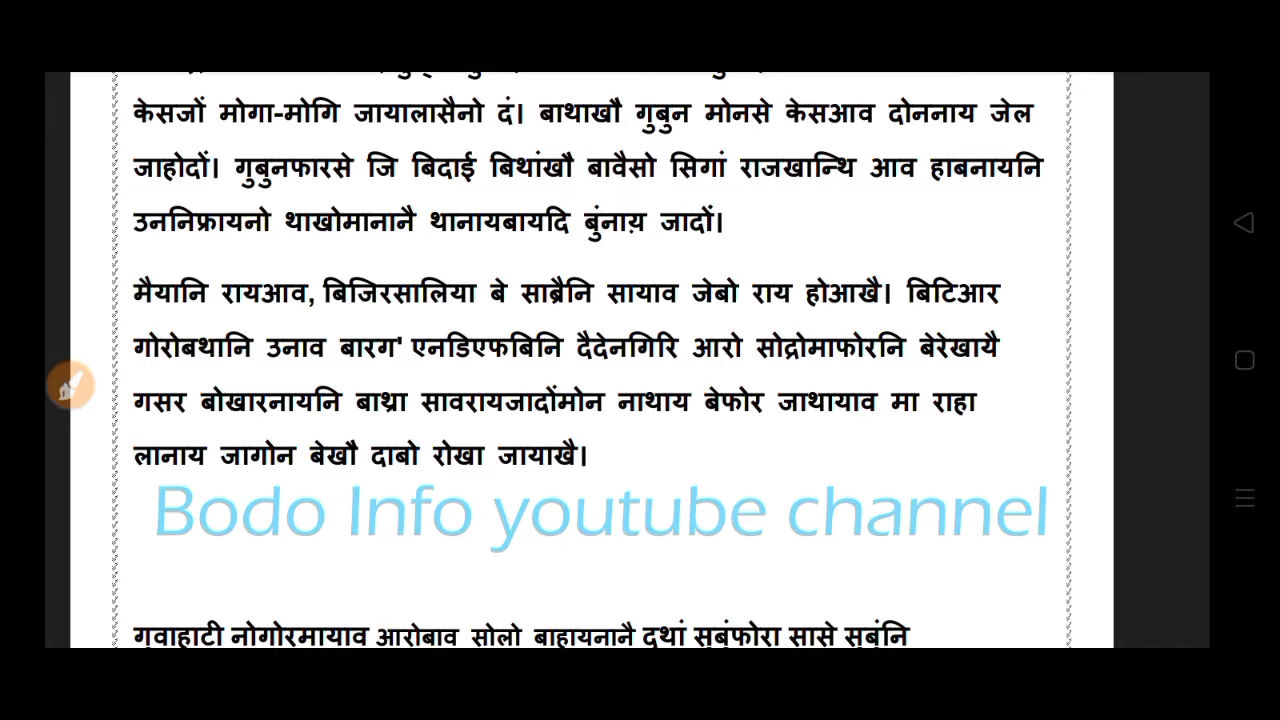 केसजों मोगा-मोगि जायालासैनो दं। बाथाखौ गुबुन मोनसे केसआव दोननाय जेल
जाहोदों। गुबुनफारसे जि बिदाई बिथांखौ बावैसो सिगां राजखान्थि आव हाबनायनि
उननिफ्रायनो थाखोमानानै थानायबायदि बुंनाय़ जादों।
मैयानि रायआव, बिजिरसालिया बे साब्रैनि सायाव जेबो राय होआखै। बिटिआर
गोरोबथानि उनाव बारग' एनडिएफबिनि दैदेनगिरि आरो सोद्रोमाफोरनि बेरेखायै
गसर बोखारनायनि बाथ्रा सावरायजादोंमोन नाथाय बेफोर जाथायाव मा राहा
लानाय जागोन बेखौ दाबो रोखा जायाखै।
Bodo Info youtube channel
गुवाहाटी नोगोरमायाव आरोबाव सोलो बाहायनानै दथां सुबुंफोरा सासे सुबुंनि